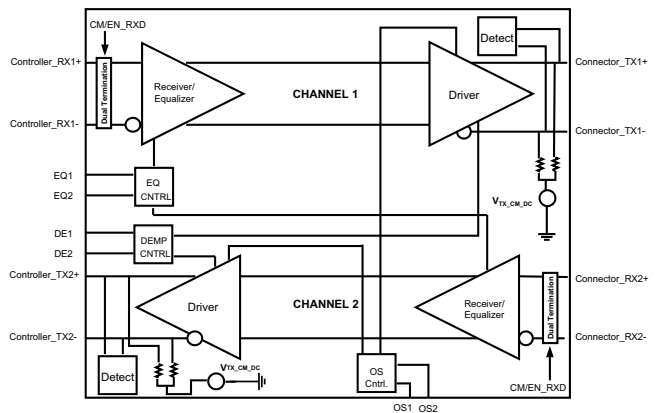 CM/EN_RXD
Detect
Controller_RX1+
Connector_TX1+
Dual Termination
Receiver/
Equalizer
CHANNEL 1
Driver
Controller_RX1-
Connector_TX1-
EQ1
EQ2
EQ
CNTRL
VTX_CM_DC
DE1
DE2
DEMP
CNTRL
Controller_TX2+
Connector_RX2+
Driver
CHANNEL 2
Receiver/
Equalizer
Dual Termination
Controller_TX2-
Connector_RX2-
Detect
VTX_CM_DC
OS
Cntrl.
CM/EN_RXD
OS1 OS2